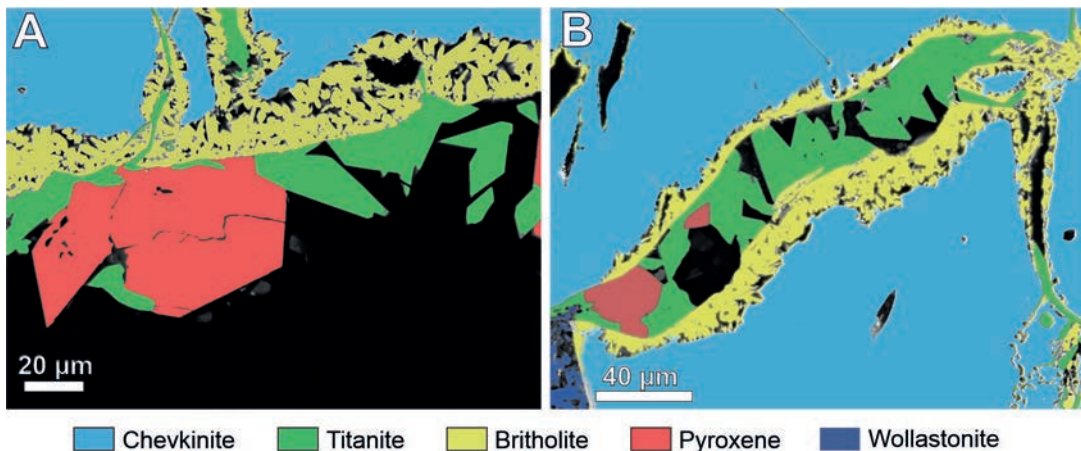 A
B
20 µm
40 µm
Chevkinite
Titanite
Britholite
Pyroxene
Wollastonite